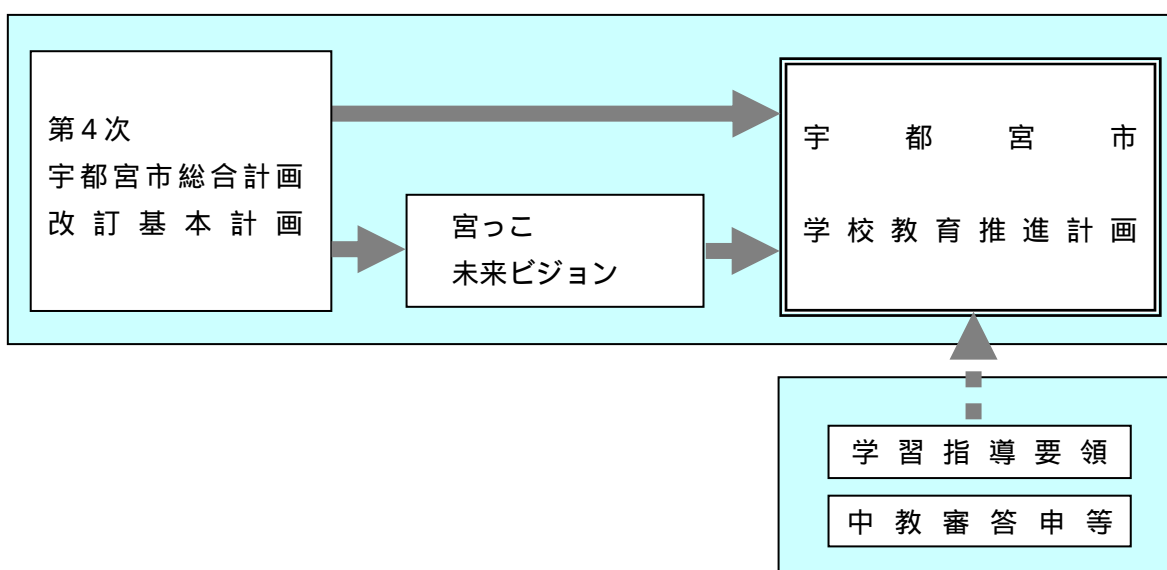 第4次
宇都宮市総合計画
改訂基本計画
宮っこ
未来ビジョン
宇都宮市
学校教育推進計画
学習指導要領
中教審答申等